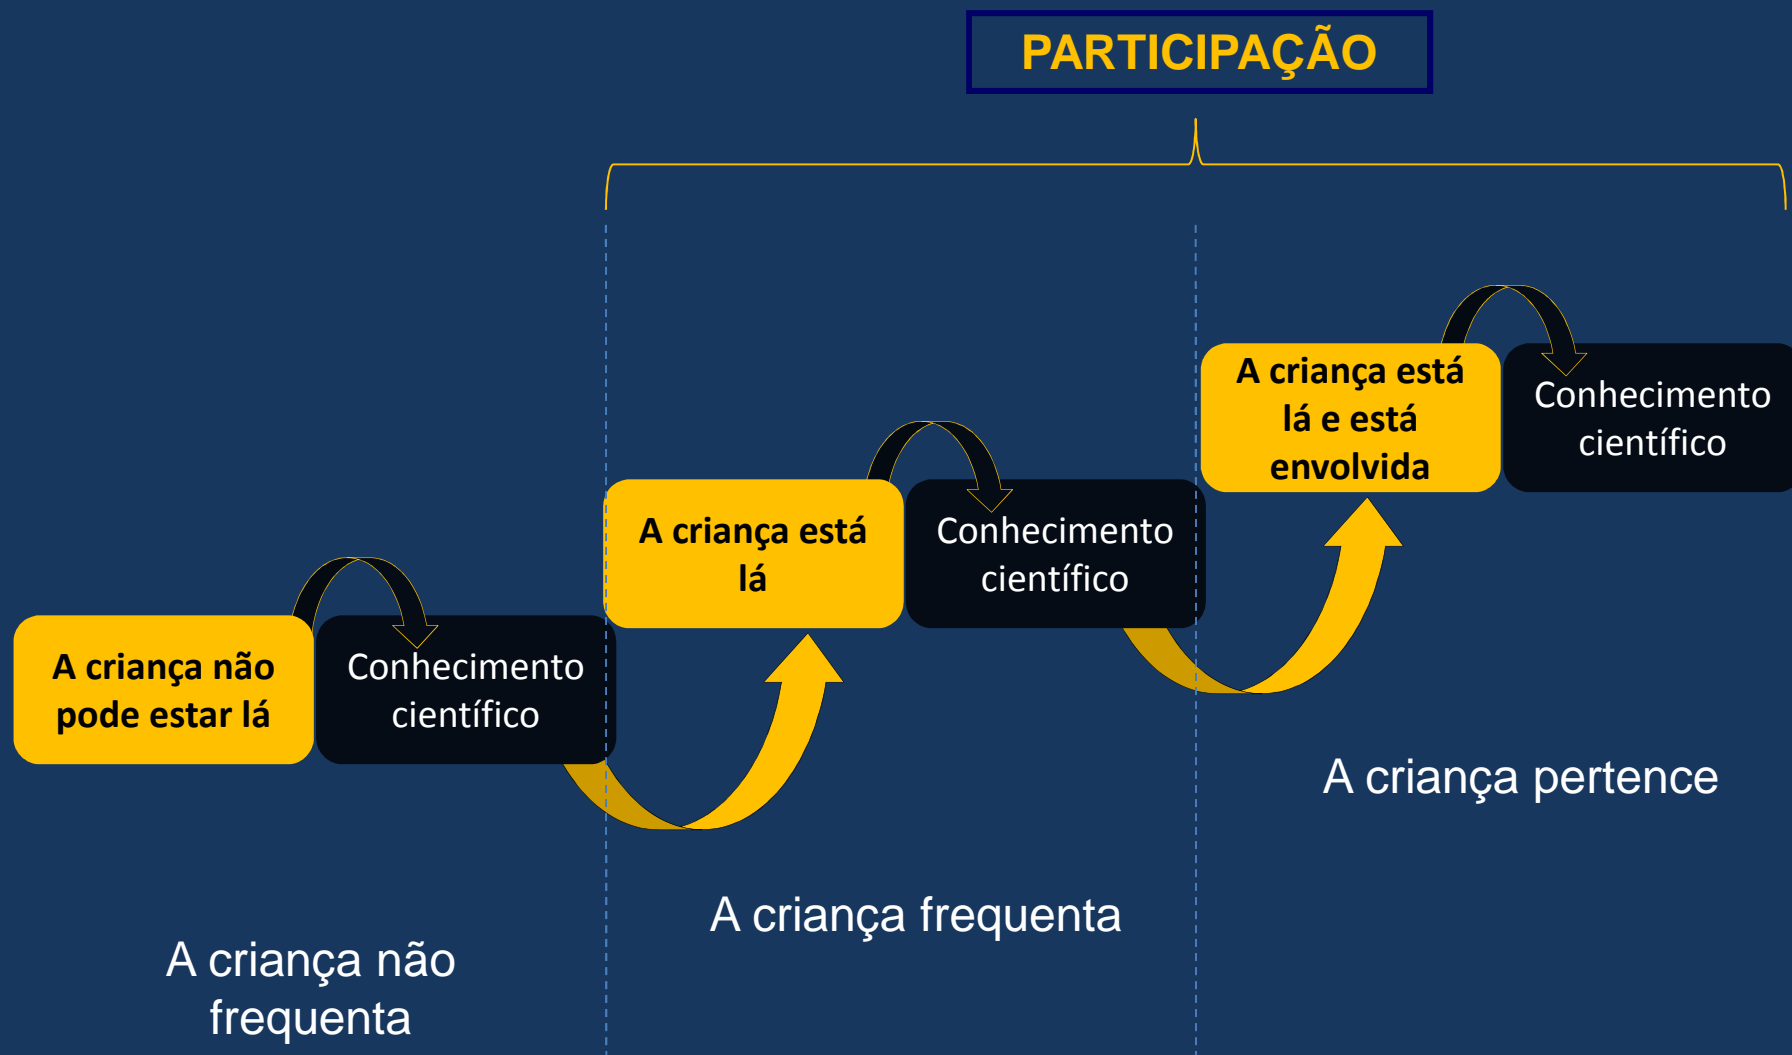 PARTICIPAÇÃO
A criança não
pode estar lá
Conhecimento
científico
A criança não
frequenta
A criança está
lá
Conhecimento
científico
A criança frequenta
A criança está
lá e está
envolvida
Conhecimento
científico
A criança pertence